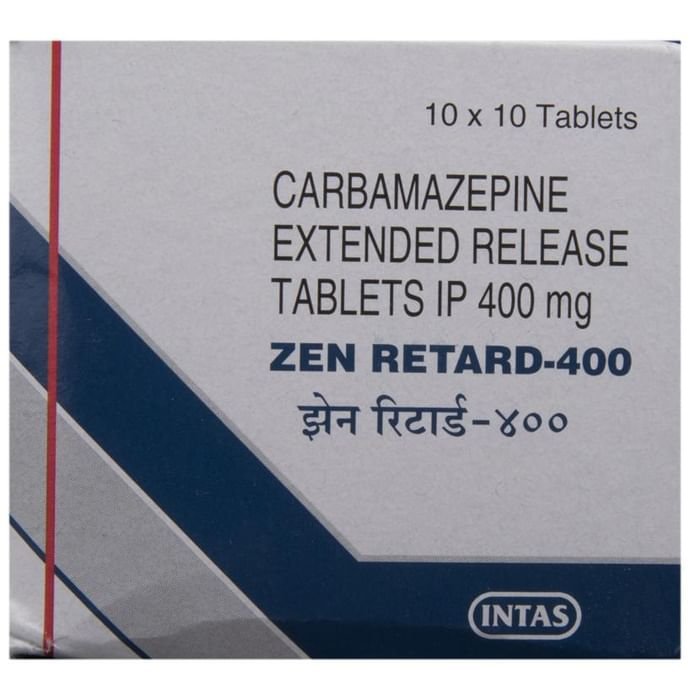 10 x 10 Tablets
CARBAMAZEPINE
EXTENDED RELEASE
TABLETS IP 400 mg
ZEN RETARD-400
झेन रिटार्ड-४००
INTAS